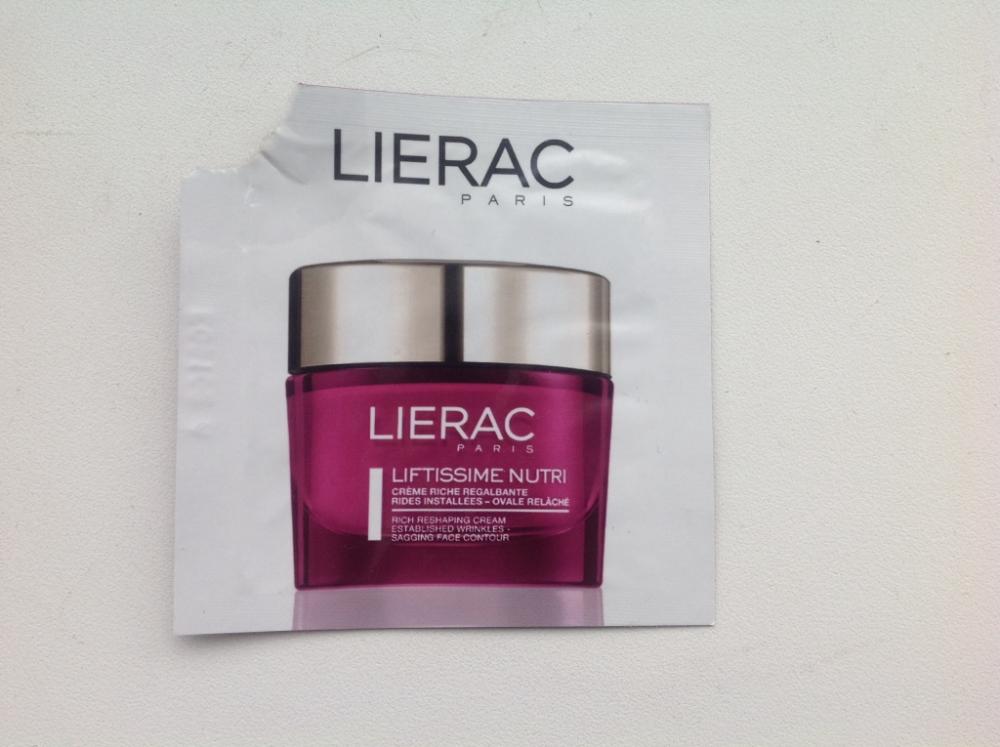 LIERAC
PARIS
LIERAC
PARIS
LIFTISSIME NUTRI
CRÈME RICHE REGALBANTE
RIDES INSTALLÉES – OVALE RELÂCHÉ
RICH RESHAPING CREAM
ESTABLISHED WRINKLES -
SAGGING FACE CONTOUR